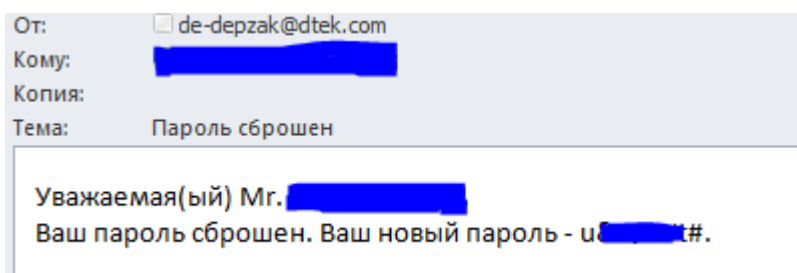 От: de-depzak@dtek.com
Кому:
Копия:
Тема: Пароль сброшен
Уважаемая(ый) Mr.
Ваш пароль сброшен. Ваш новый пароль -